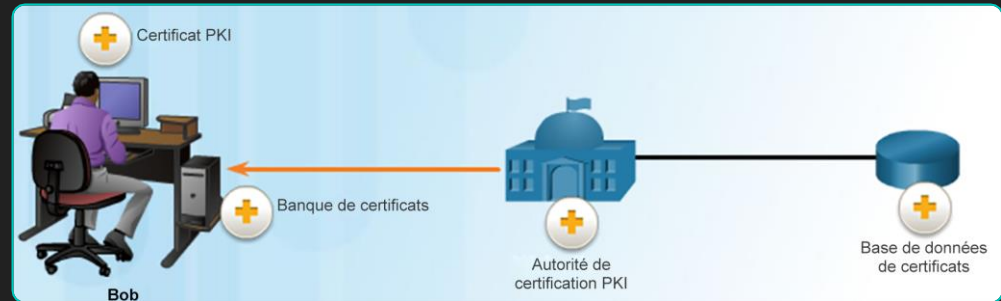 Certificat PKI
Banque de certificats
Autorité de
certification PKI
Base de données
de certificats
Bob